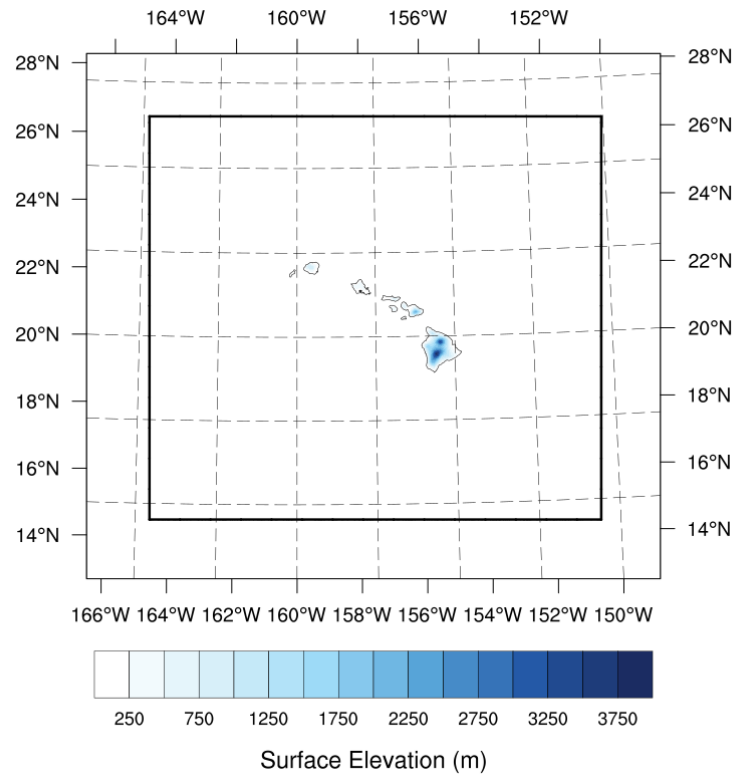 164°W 160°W 156°W 152°W
28°N 28°N
26°N 26°N
24°N 24°N
22°N 22°N
20°N 20°N
18°N 18°N
16°N 16°N
14°N 14°N
166°W 164°W 162°W 160°W 158°W 156°W 154°W 152°W 150°W
250 750 1250 1750 2250 2750 3250 3750
Surface Elevation (m)